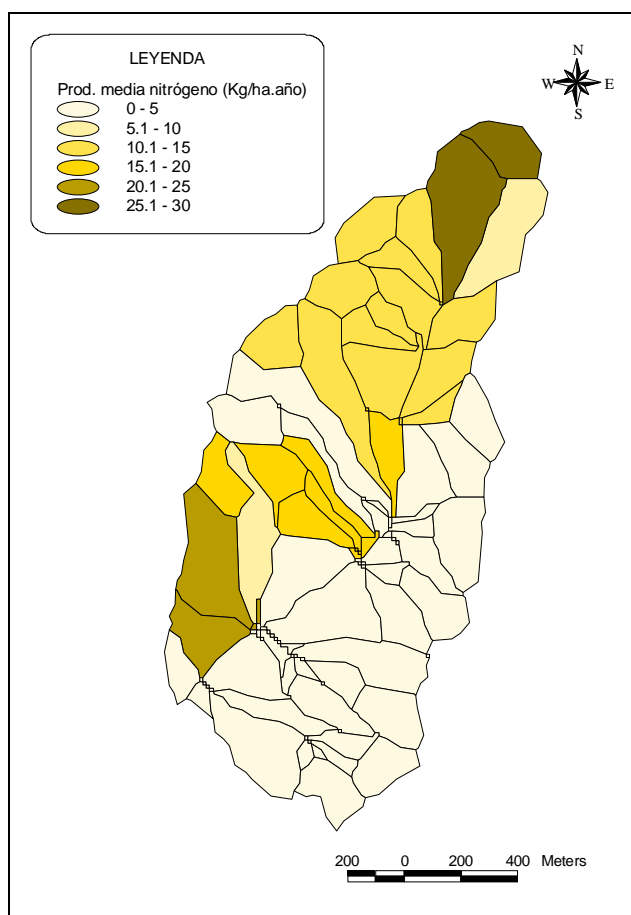 LEYENDA
Prod. media nitrógeno (Kg/ha.año)
0 - 5
5.1 - 10
10.1 - 15
15.1 - 20
20.1 - 25
25.1 - 30
N
W E
S
200 0 200 400 Meters